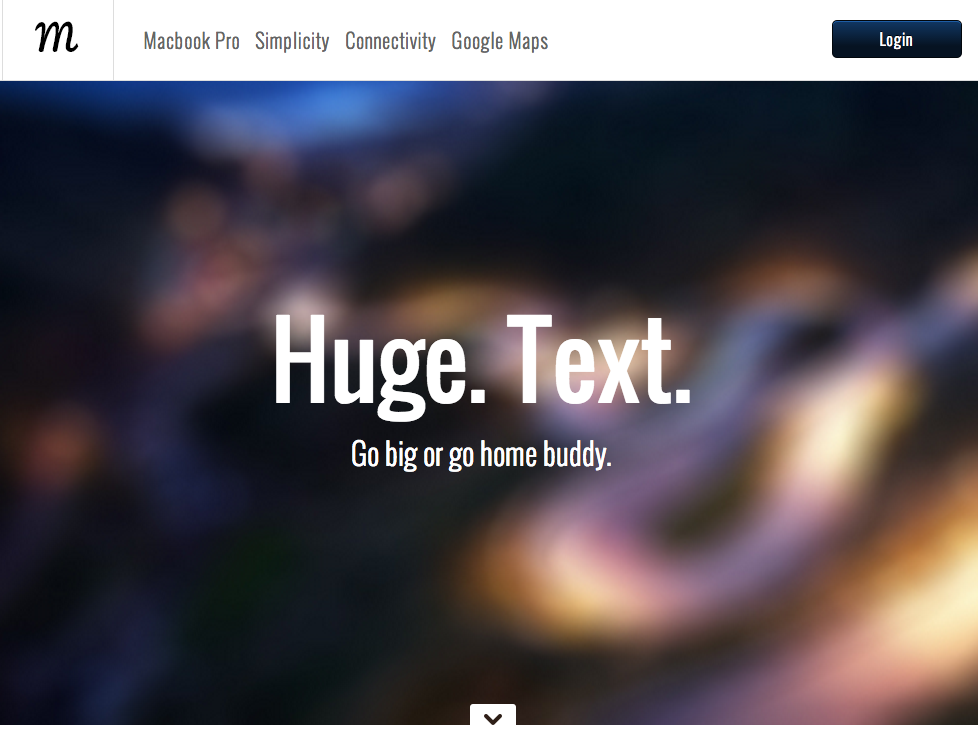 m
Macbook Pro Simplicity Connectivity Google Maps
Login
Huge. Text.
Go big or go home buddy.